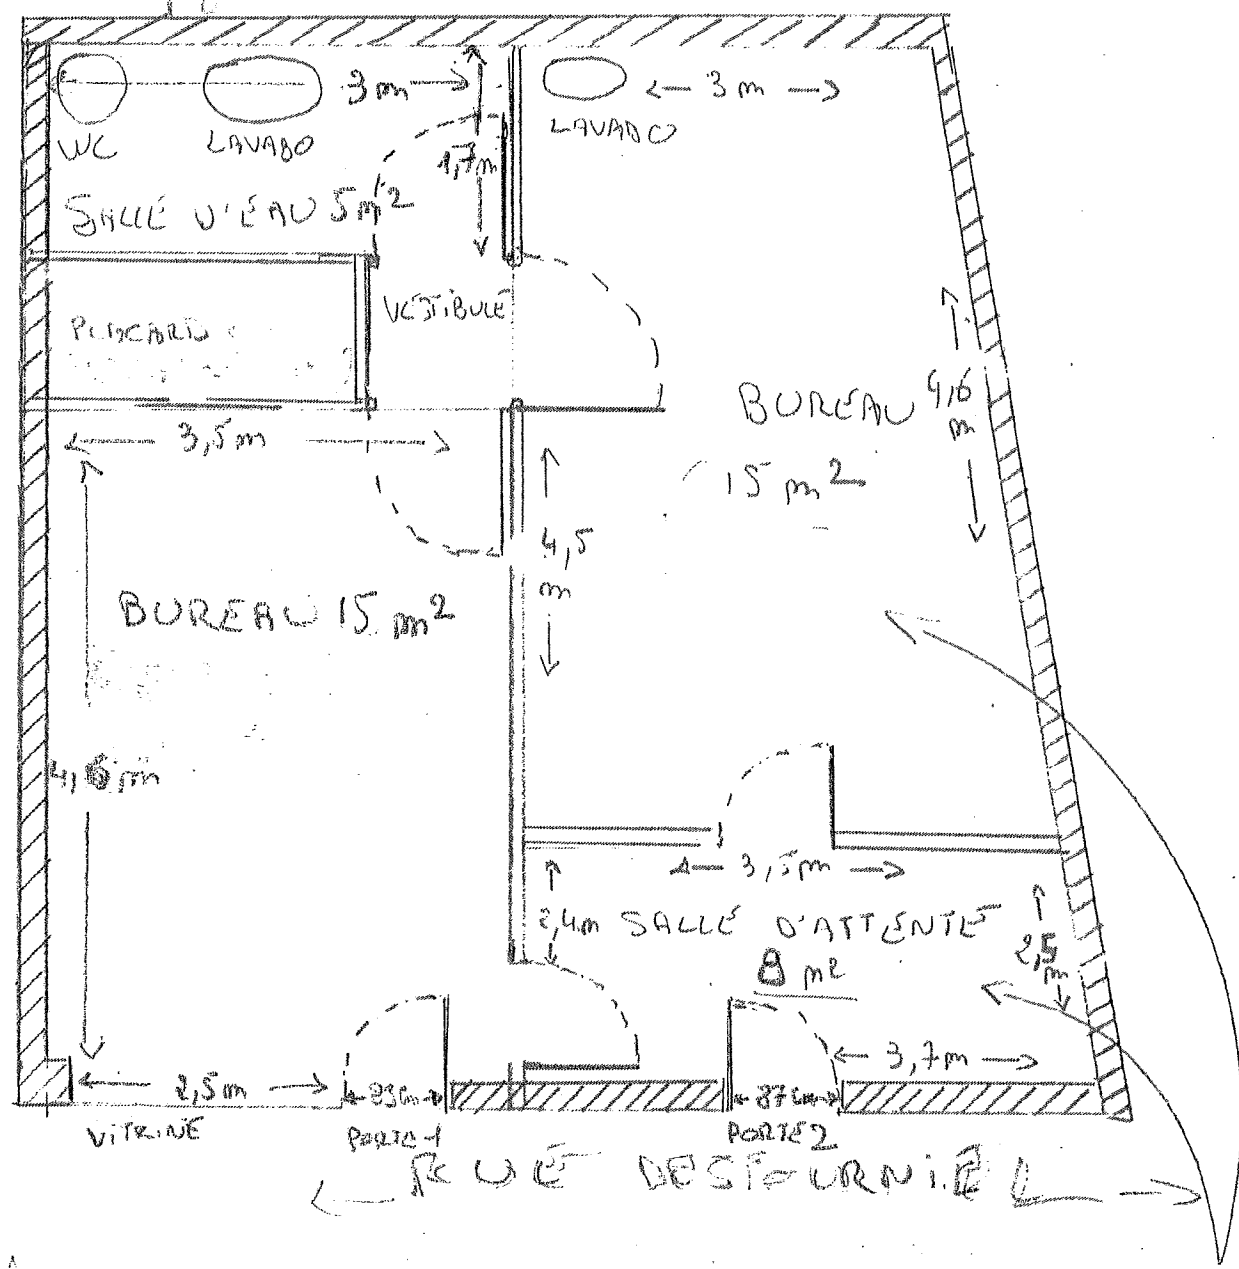 3 m
3 m
WC
LAVABO
LAVABO
1,7m
SALLE D'EAU 5m²
VESTIBULE
PLACARD
3,5m
BUREAU
15 m²
4,6
m
4,5
m
BUREAU 15 m²
4,6m
3,5m
2,4m
SALLE D'ATTENTE
8 m²
2,5
m
3,7m
2,5m
87cm
VITRINE
PORTE 1
PORTE 2
RUE DESFOURNIEL